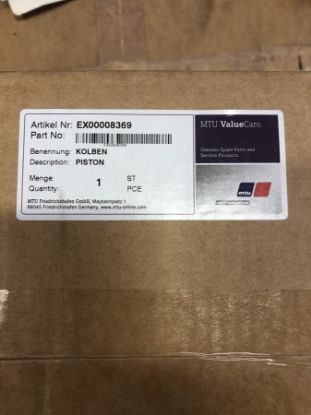 Artikel Nr: EX00008369
Part No:
Benennung: KOLBEN
Description: PISTON
Menge: 1 ST
Quantity: PCE
MTU Friedrichshafen GmbH, Maybachplatz 1
88045 Friedrichshafen Germany, www.mtu-online.com
MTU ValueCare.
Genuine Spare Parts and
Service Products.
mtu